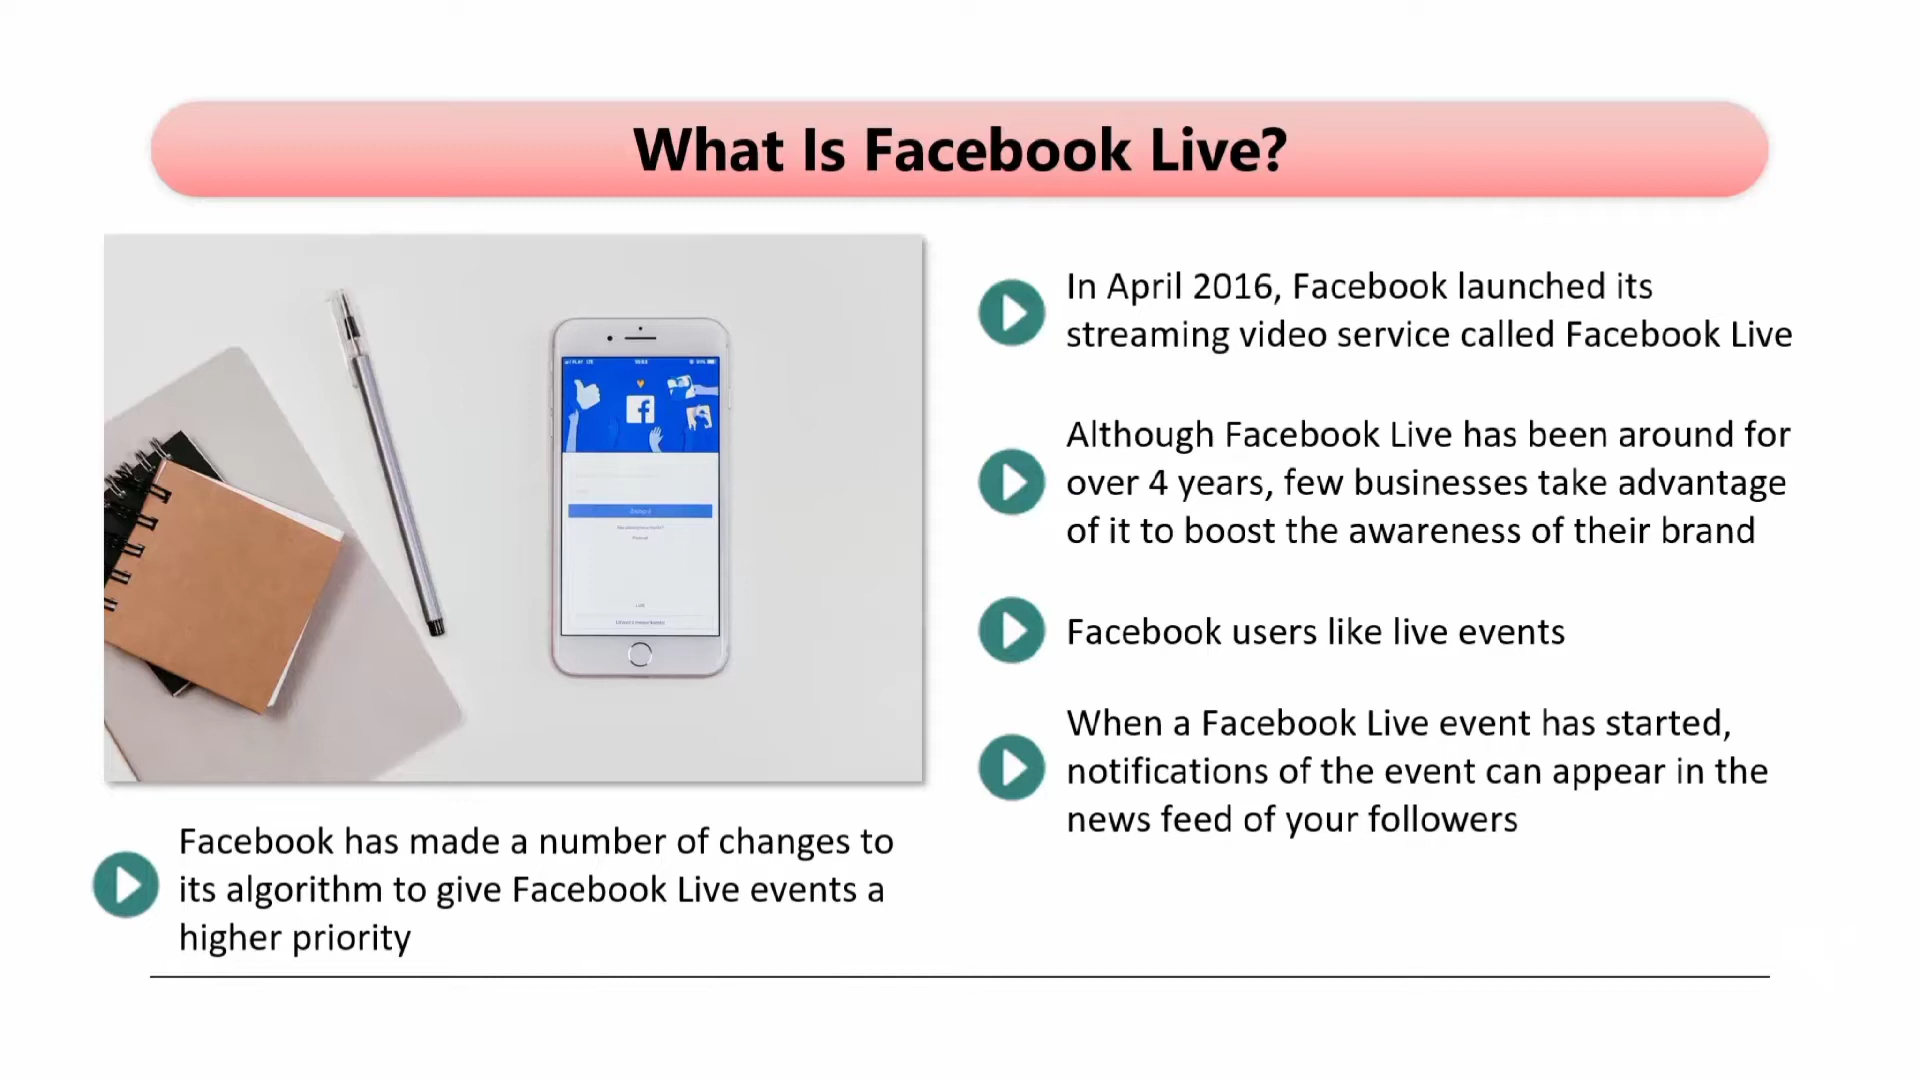 What Is Facebook Live?
In April 2016, Facebook launched its
streaming video service called Facebook Live
Although Facebook Live has been around for
over 4 years, few businesses take advantage
of it to boost the awareness of their brand
Facebook users like live events
When a Facebook Live event has started,
notifications of the event can appear in the
news feed of your followers
Facebook has made a number of changes to
its algorithm to give Facebook Live events a
higher priority